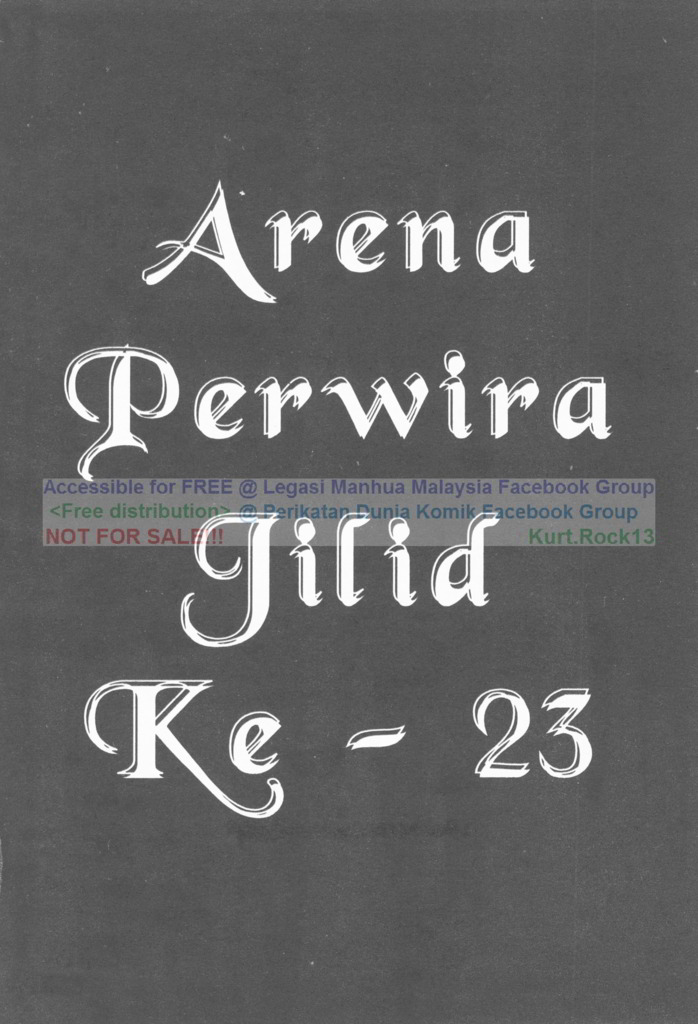 Arena
Perwira
Accessible for FREE @ Legasi Manhua Malaysia Facebook Group
<Free distribution> @ Perikatan Dunia Komik Facebook Group
NOT FOR SALE!!! Kurt.Rock13
Jilid
Ke - 23